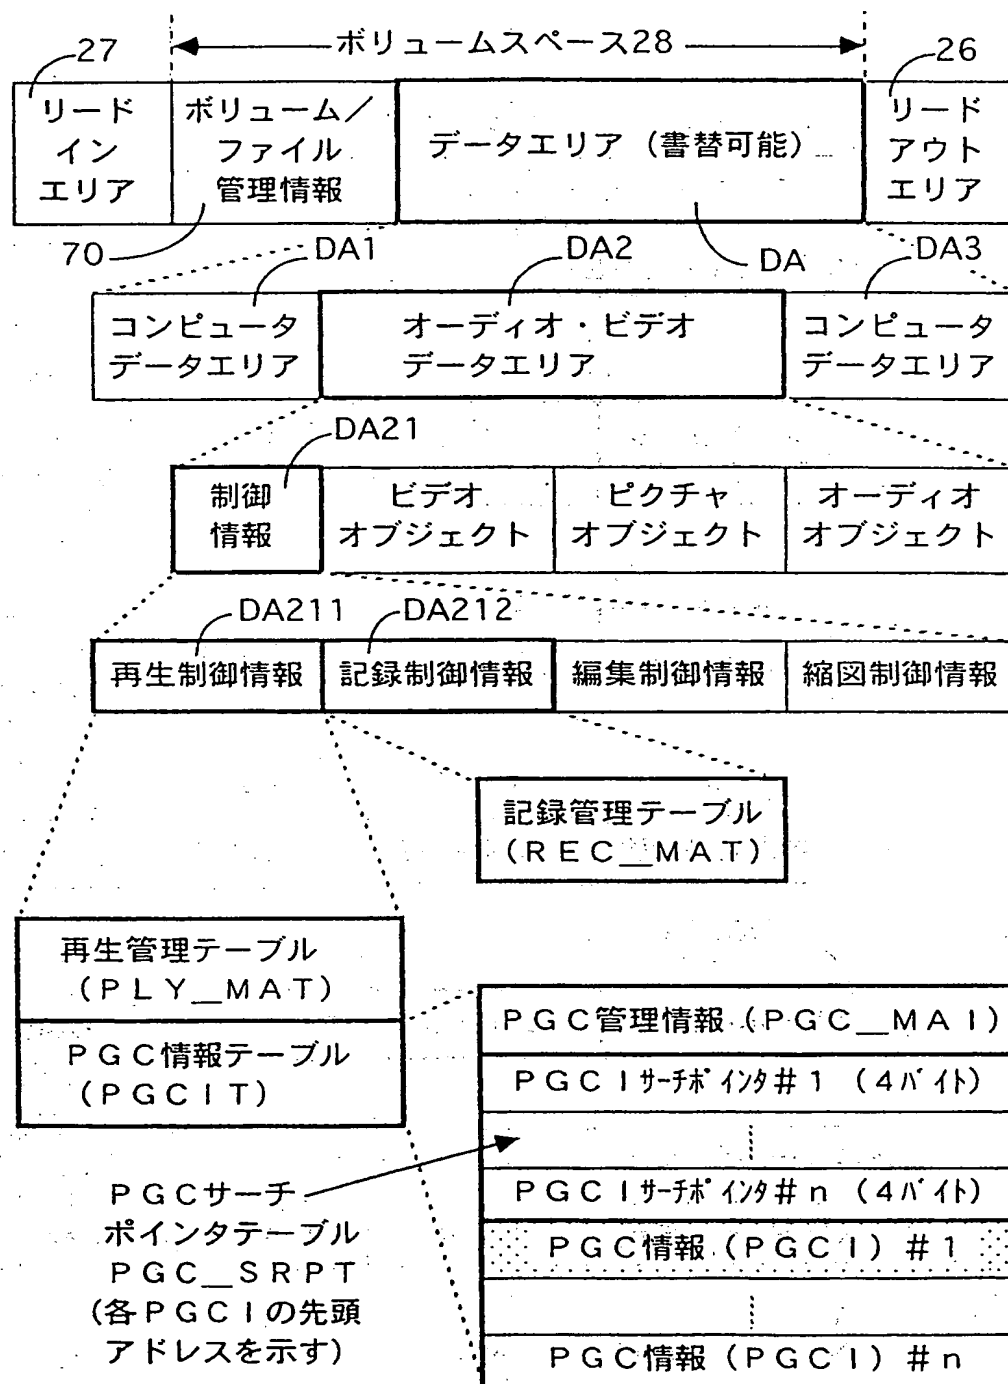 27
ボリュームスペース28
26
リード
イン
エリア
ボリューム／
ファイル
管理情報
データエリア（書替可能）
リード
アウト
エリア
70
DA1
DA2
DA
DA3
コンピュータ
データエリア
オーディオ・ビデオ
データエリア
コンピュータ
データエリア
DA21
制御
情報
ビデオ
オブジェクト
ピクチャ
オブジェクト
オーディオ
オブジェクト
DA211
DA212
再生制御情報
記録制御情報
編集制御情報
縮図制御情報
記録管理テーブル
（ＲＥＣ＿ＭＡＴ）
再生管理テーブル
（ＰＬＹ＿ＭＡＴ）
ＰＧＣ情報テーブル
（ＰＧＣＩＴ）
ＰＧＣ管理情報（ＰＧＣ＿ＭＡＩ）
ＰＧＣＩｻｰﾁﾎﾟｲﾝﾀ＃１（４ﾊﾞｲﾄ）
ＰＧＣＩｻｰﾁﾎﾟｲﾝﾀ＃ｎ（４ﾊﾞｲﾄ）
ＰＧＣ情報（ＰＧＣＩ）＃１
ＰＧＣ情報（ＰＧＣＩ）＃ｎ
ＰＧＣサーチ
ポインタテーブル
ＰＧＣ＿ＳＲＰＴ
（各ＰＧＣＩの先頭
アドレスを示す）